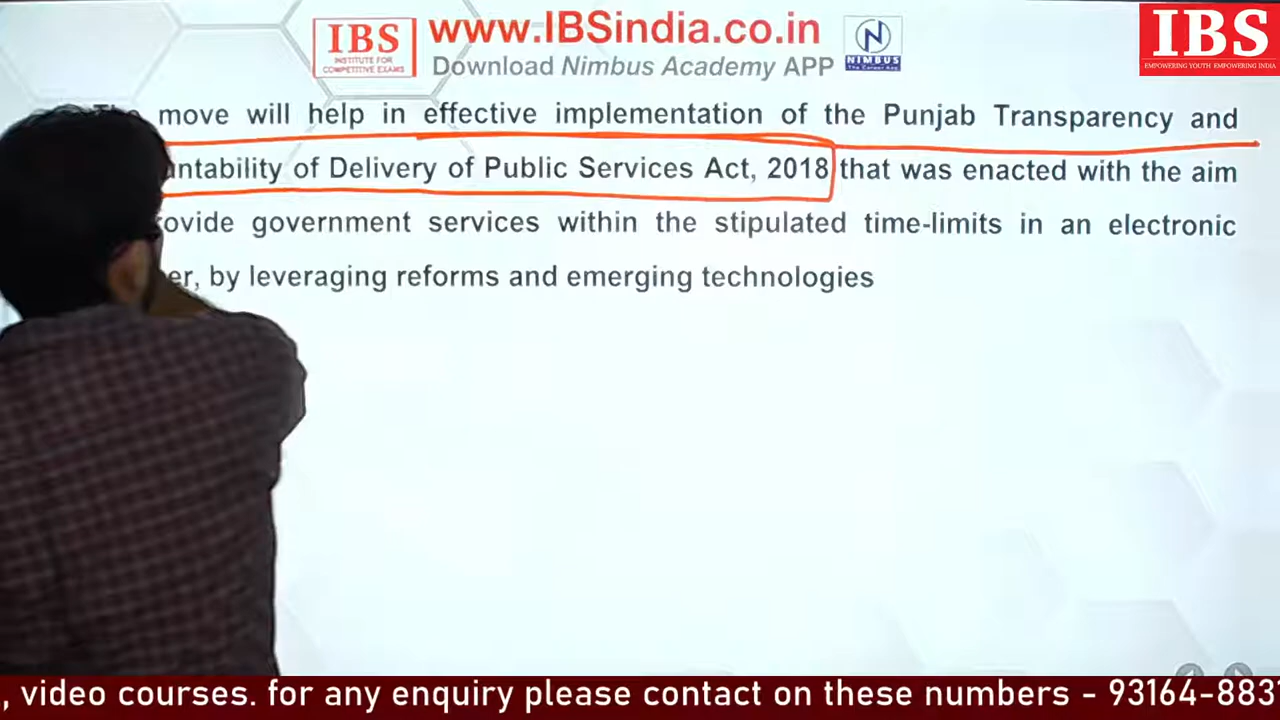 IBS
INSTITUTE FOR
COMPETITIVE EXAMS
www.IBSindia.co.in
Download Nimbus Academy APP
N
NIMBUS
IBS
EMPOWERING YOUTH EMPOWERING INDIA
move will help in effective implementation of the Punjab Transparency and
ntability of Delivery of Public Services Act, 2018 that was enacted with the aim
ovide government services within the stipulated time-limits in an electronic
er, by leveraging reforms and emerging technologies
, video courses. for any enquiry please contact on these numbers - 93164-883